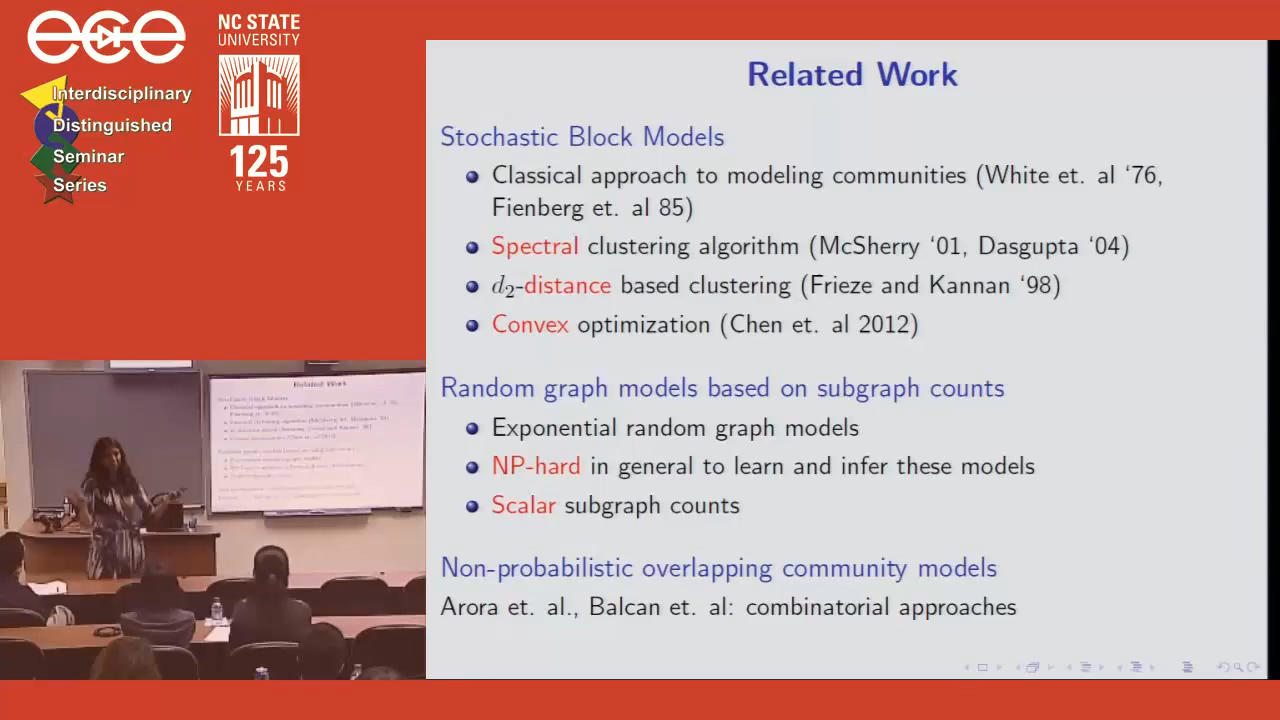 ece
NC STATE
UNIVERSITY
Interdisciplinary
Distinguished
Seminar
Series
125
YEARS
Related Work
Stochastic Block Models
Classical approach to modeling communities (White et. al ‘76,
Fienberg et. al 85)
Spectral clustering algorithm (McSherry ‘01, Dasgupta ‘04)
d2-distance based clustering (Frieze and Kannan ‘98)
Convex optimization (Chen et. al 2012)
Random graph models based on subgraph counts
Exponential random graph models
NP-hard in general to learn and infer these models
Scalar subgraph counts
Non-probabilistic overlapping community models
Arora et. al., Balcan et. al: combinatorial approaches
Related Work